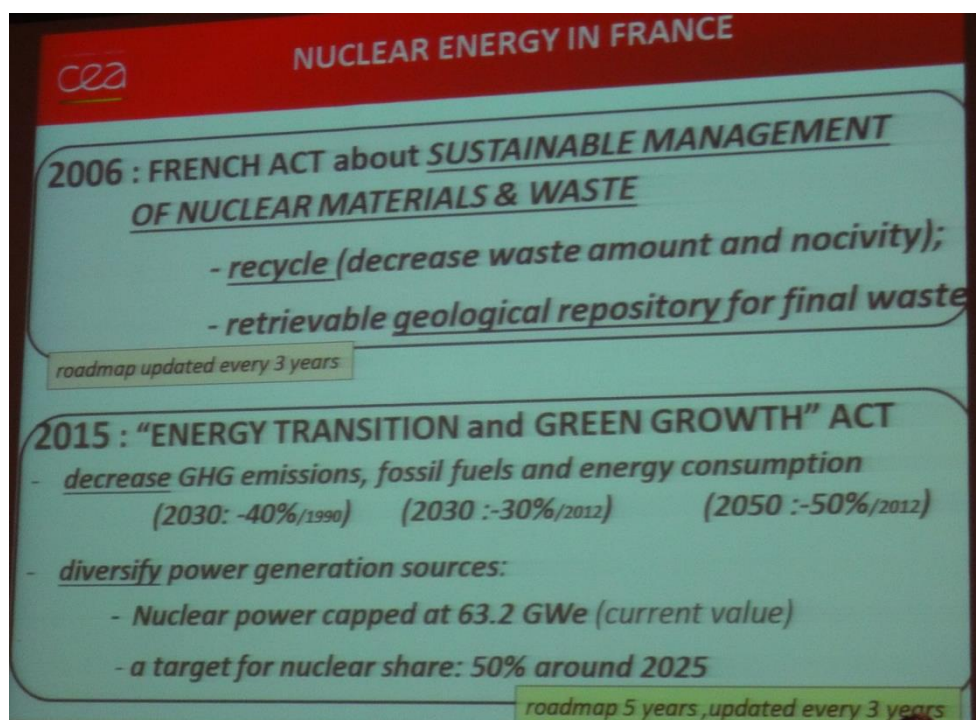 cea
NUCLEAR ENERGY IN FRANCE
2006 : FRENCH ACT about SUSTAINABLE MANAGEMENT
OF NUCLEAR MATERIALS & WASTE
- recycle (decrease waste amount and nocivity);
- retrievable geological repository for final waste
roadmap updated every 3 years
2015 : “ENERGY TRANSITION and GREEN GROWTH” ACT
- decrease GHG emissions, fossil fuels and energy consumption
(2030: -40%/1990) (2030 :-30%/2012) (2050 :-50%/2012)
- diversify power generation sources:
- Nuclear power capped at 63.2 GWe (current value)
- a target for nuclear share: 50% around 2025
roadmap 5 years ,updated every 3 years